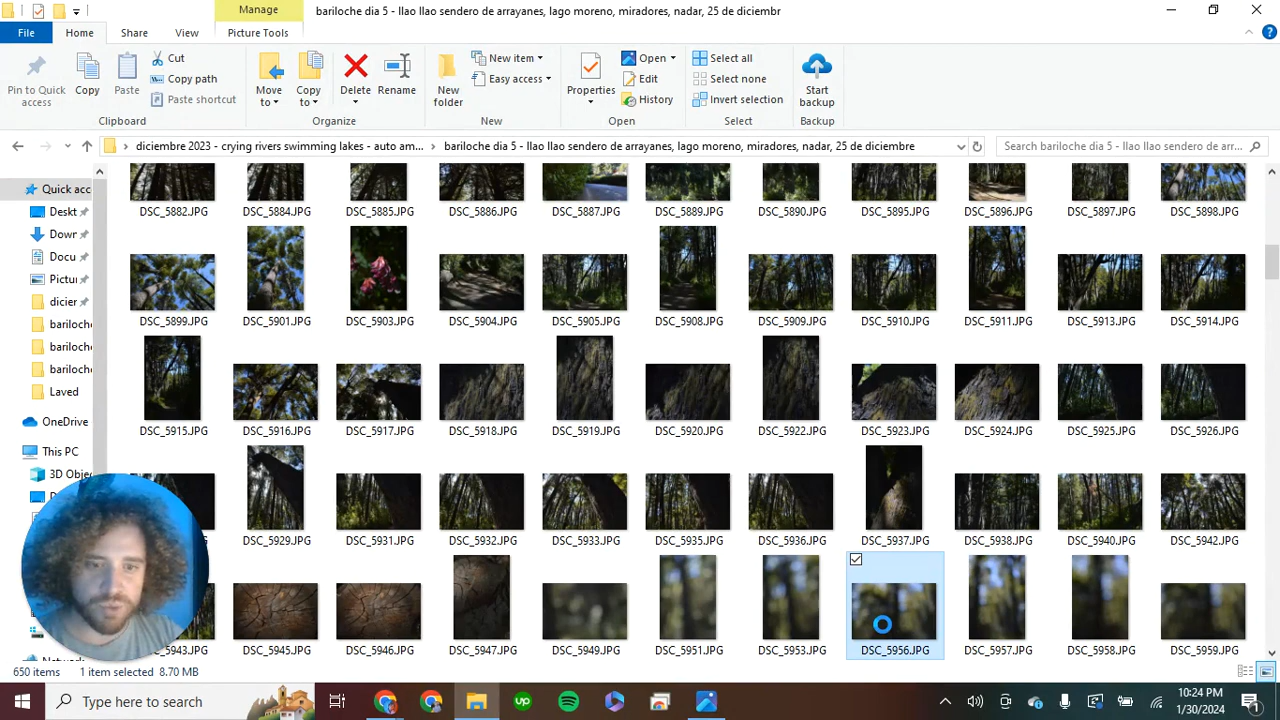 Manage
bariloche dia 5 - llao llao sendero de arrayanes, lago moreno, miradores, nadar, 25 de diciembr
File
Home
Share
View
Picture Tools
Pin to Quick access
Copy
Paste
Cut
Copy path
Paste shortcut
Clipboard
Move to
Copy to
Delete
Rename
Organize
New folder
New item
Easy access
New
Properties
Open
Edit
History
Open
Select all
Select none
Invert selection
Select
Start backup
Backup
diciembre 2023 - crying rivers swimming lakes - auto am...
bariloche dia 5 - llao llao sendero de arrayanes, lago moreno, miradores, nadar, 25 de diciembre
Search bariloche dia 5 - llao llao sendero de ar...
Quick acc
Deskt
Dowr
Docu
Pictur
dicier
bariloche
bariloche
bariloche
Laved
OneDrive
This PC
3D Obje
DSC_5882.JPG DSC_5884.JPG DSC_5885.JPG DSC_5886.JPG DSC_5887.JPG DSC_5889.JPG DSC_5890.JPG DSC_5895.JPG DSC_5896.JPG DSC_5897.JPG DSC_5898.JPG
DSC_5899.JPG DSC_5901.JPG DSC_5903.JPG DSC_5904.JPG DSC_5905.JPG DSC_5908.JPG DSC_5909.JPG DSC_5910.JPG DSC_5911.JPG DSC_5913.JPG DSC_5914.JPG
DSC_5915.JPG DSC_5916.JPG DSC_5917.JPG DSC_5918.JPG DSC_5919.JPG DSC_5920.JPG DSC_5922.JPG DSC_5923.JPG DSC_5924.JPG DSC_5925.JPG DSC_5926.JPG
DSC_5929.JPG DSC_5931.JPG DSC_5932.JPG DSC_5933.JPG DSC_5935.JPG DSC_5936.JPG DSC_5937.JPG DSC_5938.JPG DSC_5940.JPG DSC_5942.JPG
5943.JPG DSC_5945.JPG DSC_5946.JPG DSC_5947.JPG DSC_5949.JPG DSC_5951.JPG DSC_5953.JPG DSC_5956.JPG DSC_5957.JPG DSC_5958.JPG DSC_5959.JPG
650 items 1 item selected 8.70 MB
Type here to search
up
10:24 PM
1/30/2024
1